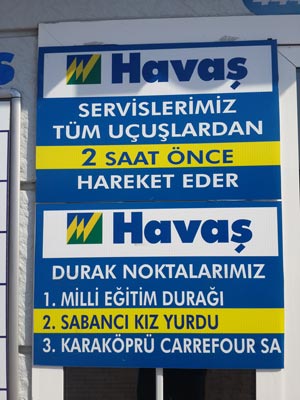 Havaş
SERVİSLERİMİZ
TÜM UÇUŞLARDAN
2 SAAT ÖNCE
HAREKET EDER
Havaş
DURAK NOKTALARIMIZ
1. MİLLİ EĞİTİM DURAĞI
2. SABANCI KIZ YURDU
3. KARAKÖPRÜ CARREFOUR SA